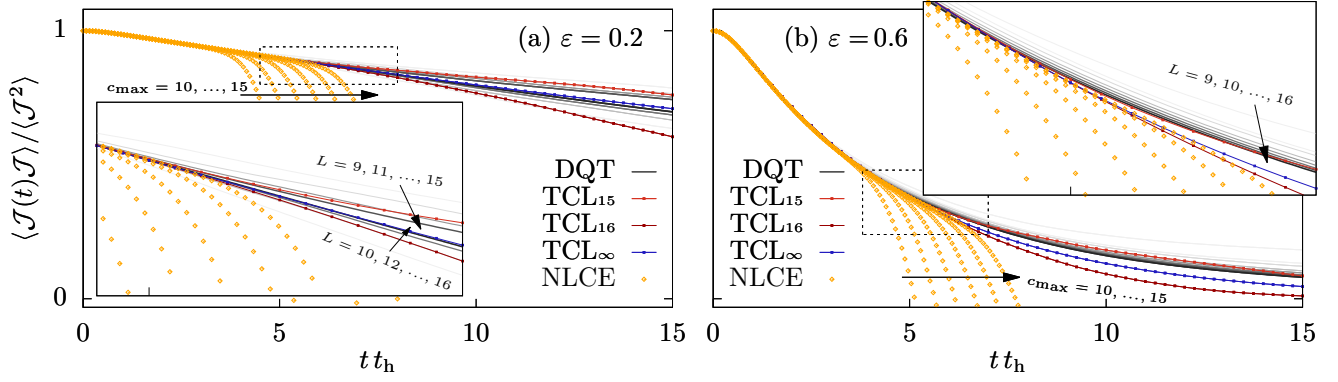 ⟨𝒥(t)𝒥⟩/⟨𝒥²⟩
1
0
(a) ε = 0.2
c_max = 10, ..., 15
L = 9, 11, ..., 15
L = 10, 12, ..., 16
DQT
TCL₁₅
TCL₁₆
TCL∞
NLCE
0 5 10 15
t t_h
(b) ε = 0.6
L = 9, 10, ..., 16
DQT
TCL₁₅
TCL₁₆
TCL∞
NLCE
c_max = 10, ..., 15
0 5 10 15
t t_h